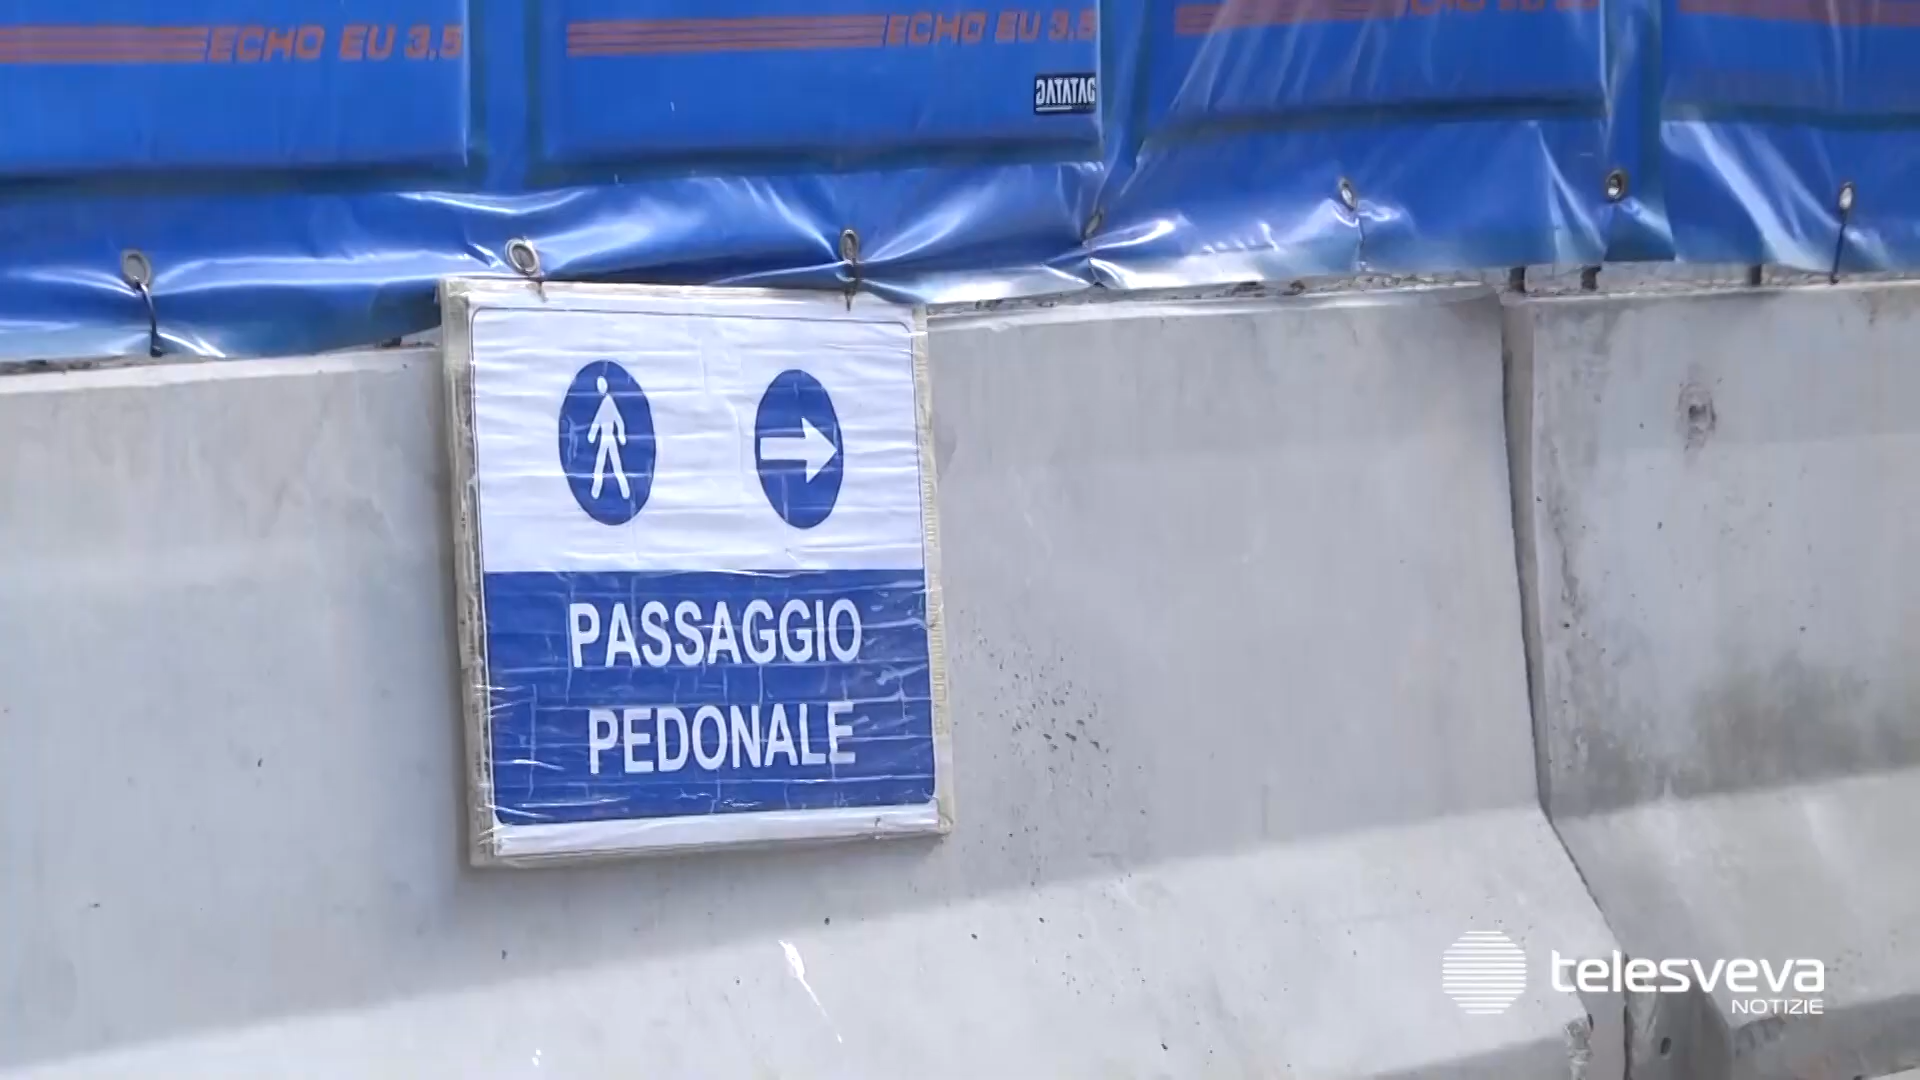 ECHO EU 3.5
ECHO EU 3.5
DATATAG
PASSAGGIO
PEDONALE
telesveva
NOTIZIE